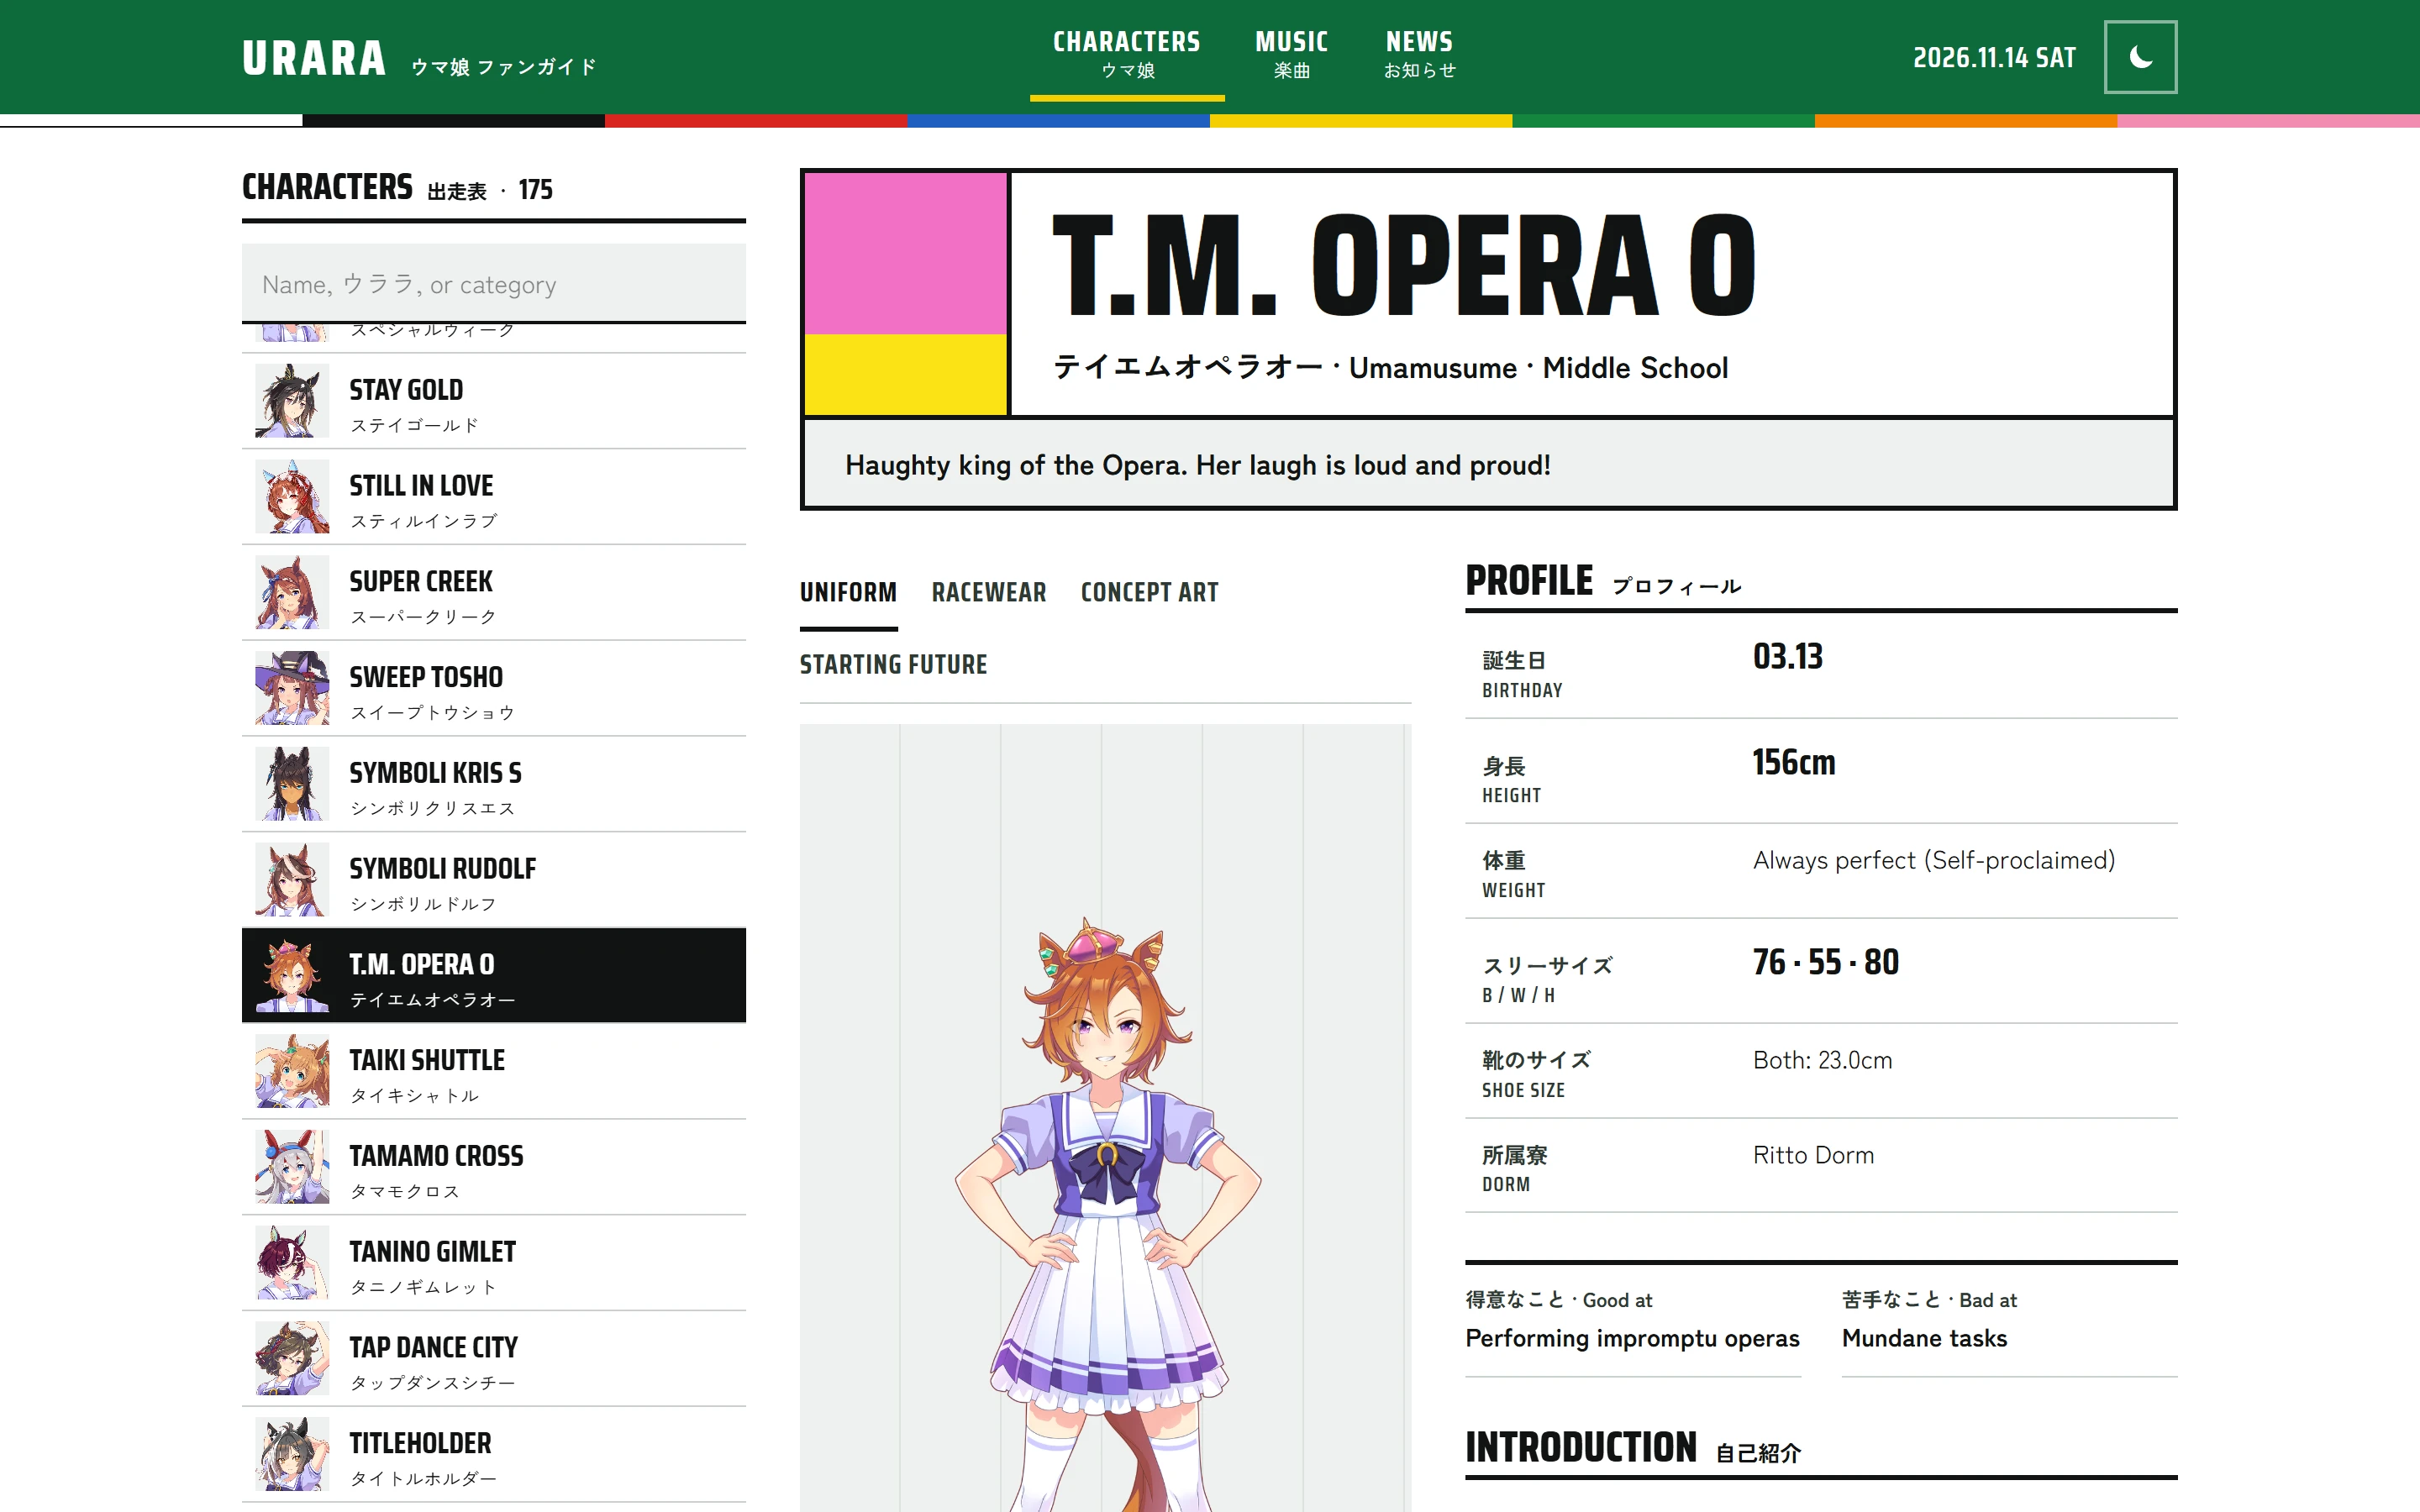 URARA ウマ娘 ファンガイド
CHARACTERS
ウマ娘
MUSIC
楽曲
NEWS
お知らせ
2026.11.14 SAT
CHARACTERS 出走表 · 175
Name, ウララ, or category
スペシャルウィーク
STAY GOLD
ステイゴールド
STILL IN LOVE
スティルインラブ
SUPER CREEK
スーパークリーク
SWEEP TOSHO
スイープトウショウ
SYMBOLI KRIS S
シンボリクリスエス
SYMBOLI RUDOLF
シンボリルドルフ
T.M. OPERA O
テイエムオペラオー
TAIKI SHUTTLE
タイキシャトル
TAMAMO CROSS
タマモクロス
TANINO GIMLET
タニノギムレット
TAP DANCE CITY
タップダンスシチー
TITLEHOLDER
タイトルホルダー
T.M. OPERA O
テイエムオペラオー · Umamusume · Middle School
Haughty king of the Opera. Her laugh is loud and proud!
UNIFORM RACEWEAR CONCEPT ART
STARTING FUTURE
PROFILE プロフィール
誕生日
BIRTHDAY
03.13
身長
HEIGHT
156cm
体重
WEIGHT
Always perfect (Self-proclaimed)
スリーサイズ
B / W / H
76 · 55 · 80
靴のサイズ
SHOE SIZE
Both: 23.0cm
所属寮
DORM
Ritto Dorm
得意なこと · Good at
Performing impromptu operas
苦手なこと · Bad at
Mundane tasks
INTRODUCTION 自己紹介